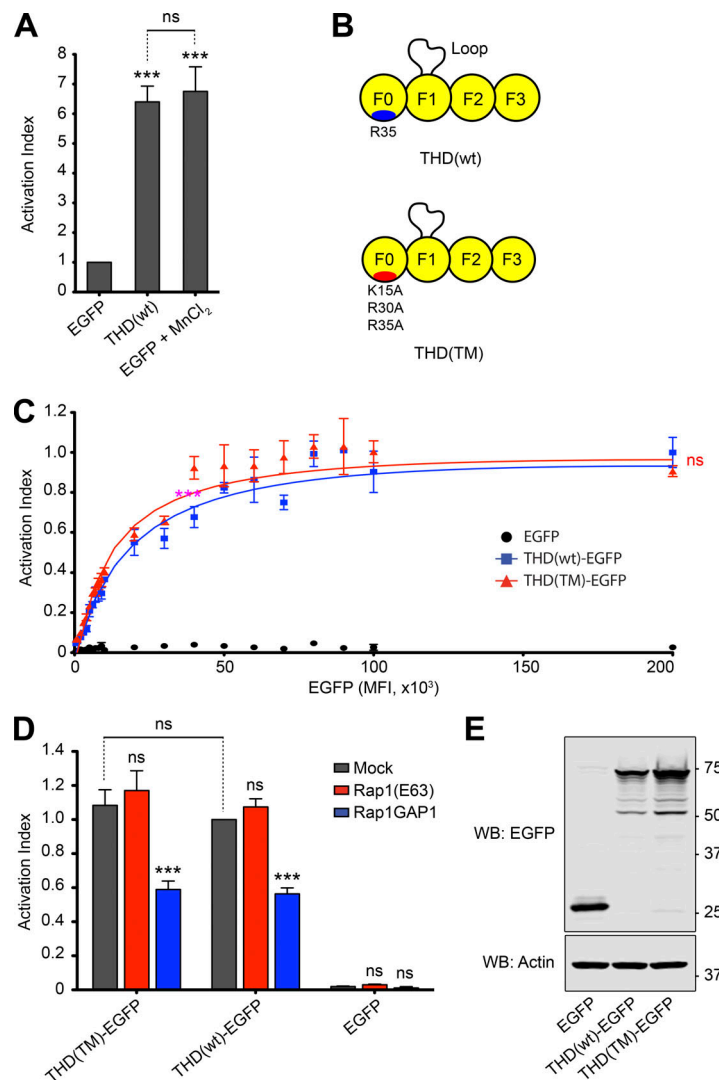 A
ns
***
***
8
7
6
5
4
3
2
1
0
Activation Index
EGFP
THD(wt)
EGFP + MnCl₂
B
Loop
F0 F1 F2 F3
R35
THD(wt)
F0 F1 F2 F3
K15A
R30A
R35A
THD(TM)
C
1.2
1.0
0.8
0.6
0.4
0.2
0
Activation Index
***
ns
EGFP
THD(wt)-EGFP
THD(TM)-EGFP
0 50 100 150 200
EGFP (MFI, x10³)
D
ns
1.4
1.2
1.0
0.8
0.6
0.4
0.2
0
Activation Index
ns
***
ns
***
ns ns
Mock
Rap1(E63)
Rap1GAP1
THD(TM)-EGFP
THD(wt)-EGFP
EGFP
E
WB: EGFP
75
50
37
25
WB: Actin
37
EGFP
THD(wt)-EGFP
THD(TM)-EGFP